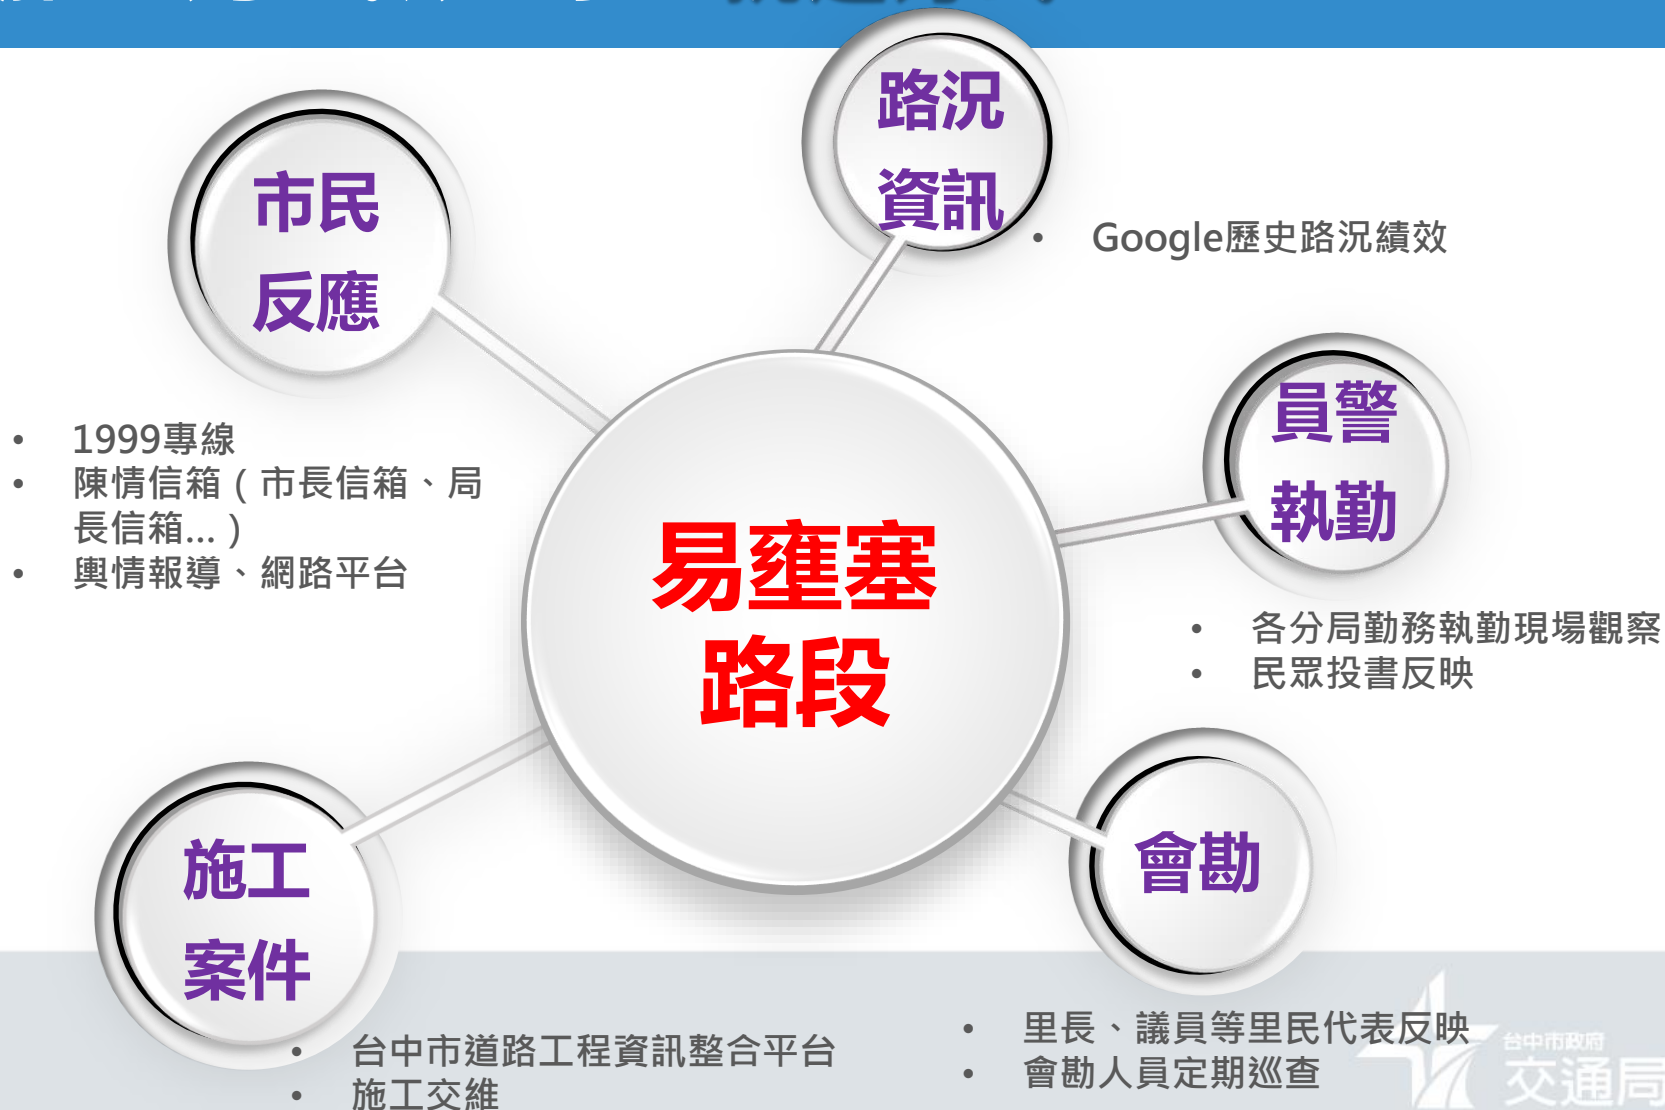 市民
反應
• 1999專線
• 陳情信箱（市長信箱、局
長信箱…）
• 輿情報導、網路平台
路況
資訊
• Google歷史路況績效
員警
執勤
• 各分局勤務執勤現場觀察
• 民眾投書反映
易壅塞
路段
施工
案件
• 台中市道路工程資訊整合平台
• 施工交維
會勘
• 里長、議員等里民代表反映
• 會勘人員定期巡查
台中市政府
交通局